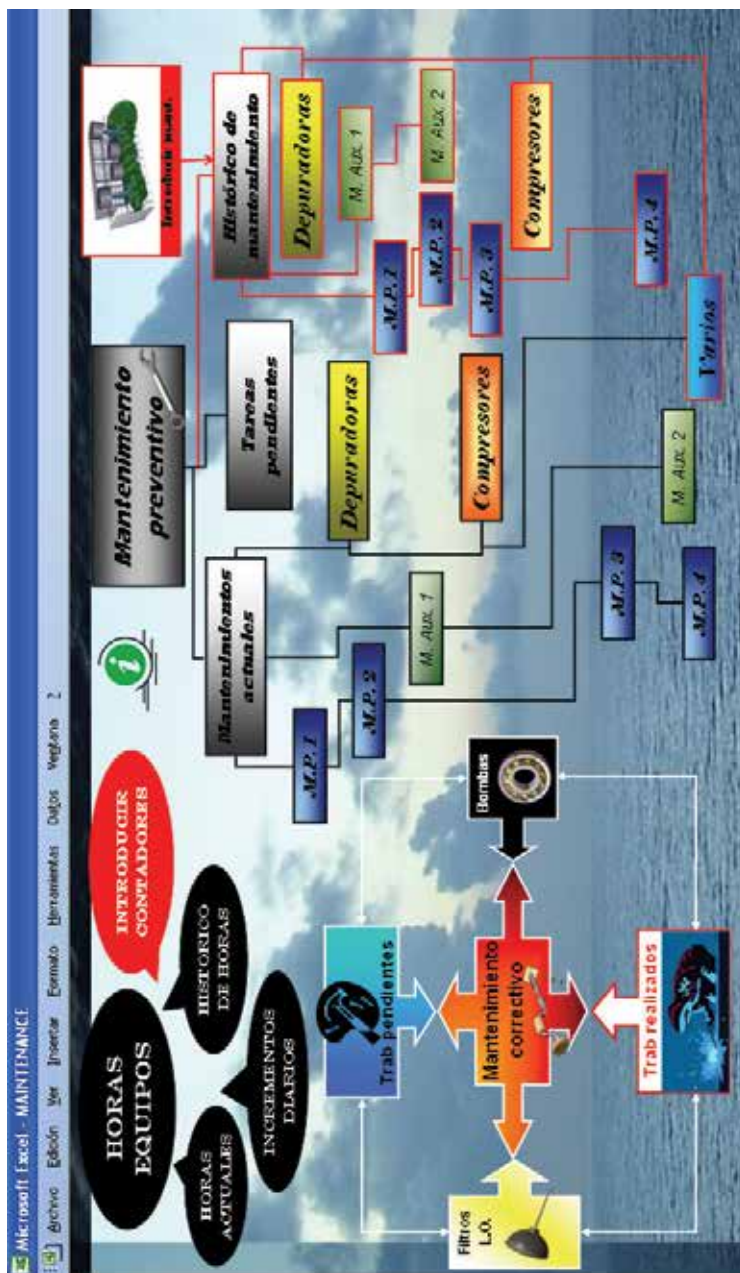 Microsoft Excel - MAINTENANCE
Archivo Edición Ver Insertar Formato Herramientas Datos Ventana ?
HORAS
EQUIPOS
INTRODUCIR
CONTADORES
HISTÓRICO
DE HORAS
HORAS
ACTUALES
INCREMENTOS
DIARIOS
Trab pendientes
Filtros
L.O.
Mantenimiento
correctivo
Bombas
Trab realizados
i
Mantenimiento
preventivo
Mantenimientos
actuales
Tareas
pendientes
M.P. 1
M.P. 2
M. Aux. 1
Depuradoras
Compresores
M.P. 3
M.P. 4
M. Aux. 2
Varios
Introducir mant.
Histórico de
mantenimiento
Depuradoras
M. Aux. 1
M. Aux. 2
M.P. 1
M.P. 2
M.P. 3
Compresores
M.P. 4